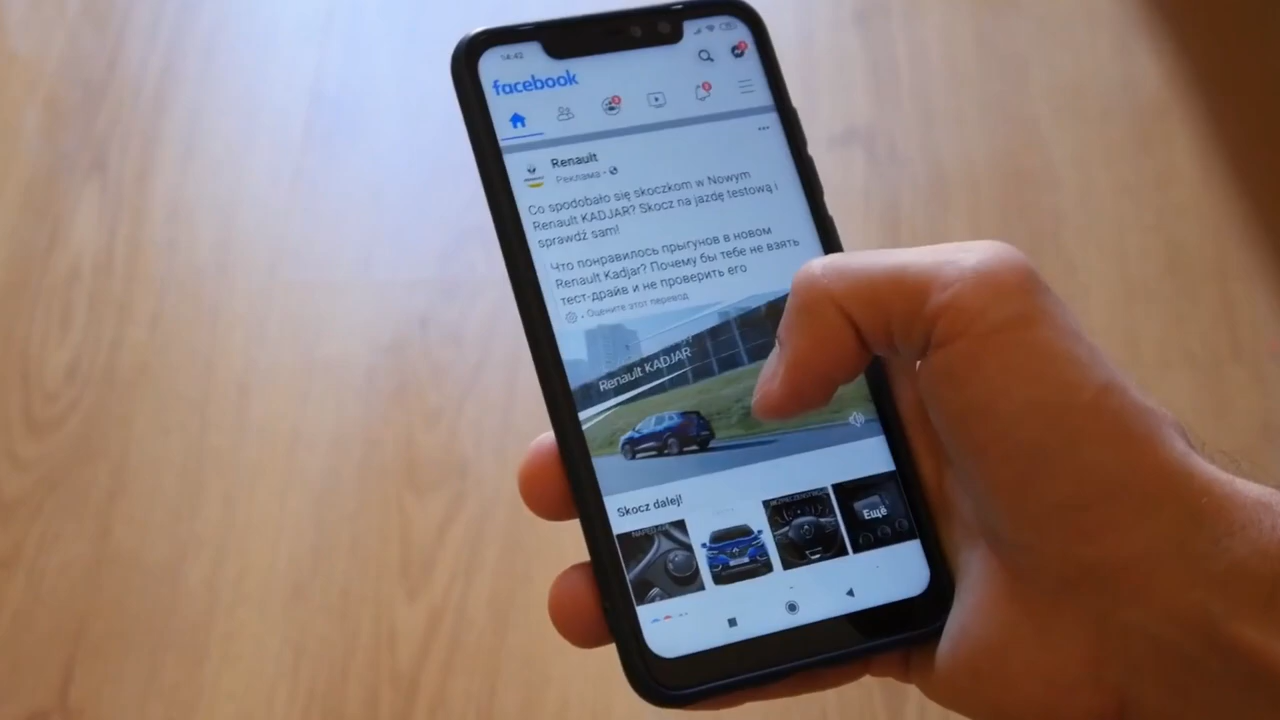 14:42
facebook
Renault
Реклама ·
Co spodobało się skoczkom w Nowym
Renault KADJAR? Skocz na jazdę testową i
sprawdź sam!
Что понравилось прыгунов в новом
Renault Kadjar? Почему бы тебе не взять
тест-драйв и не проверить его
· Оцените этот перевод
Renault KADJAR
Skocz dalej!
Ещё